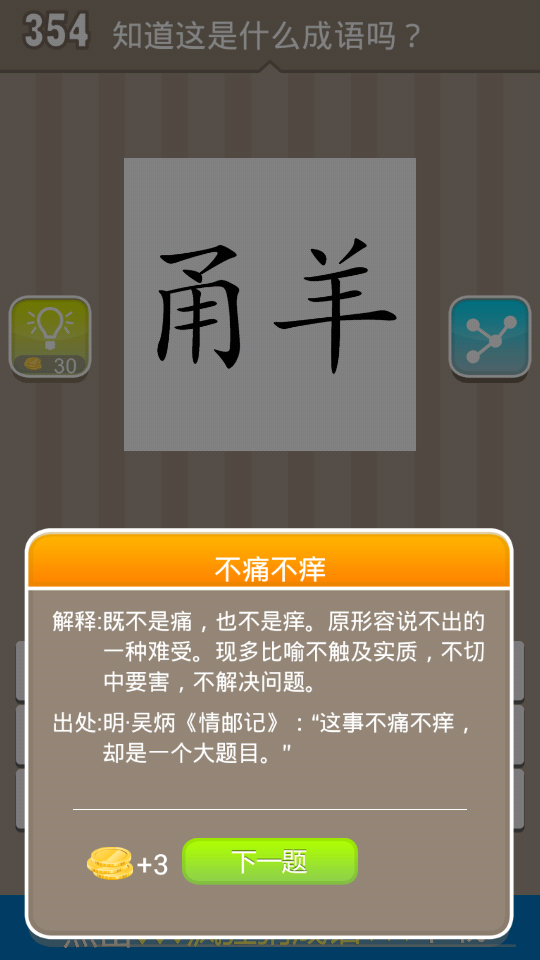 354 知道这是什么成语吗？
甬羊
30
不痛不痒
解释:既不是痛，也不是痒。原形容说不出的
一种难受。现多比喻不触及实质，不切
中要害，不解决问题。
出处:明·吴炳《情邮记》：“这事不痛不痒，
却是一个大题目。”
+3 下一题